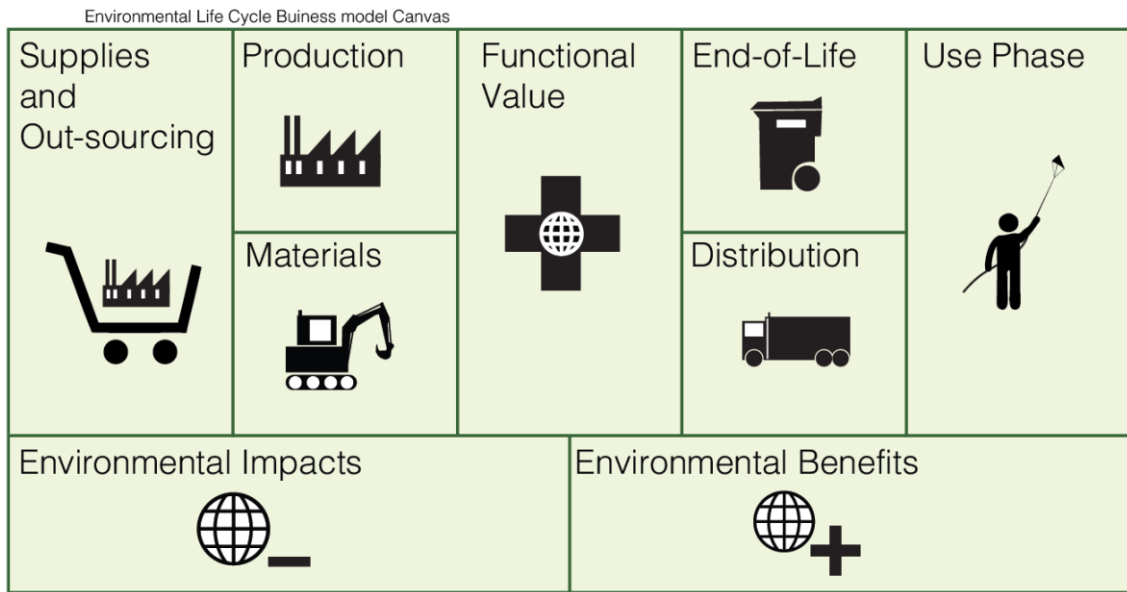 Environmental Life Cycle Buiness model Canvas
Supplies
and
Out-sourcing
Production
Materials
Functional
Value
End-of-Life
Distribution
Use Phase
Environmental Impacts
Environmental Benefits